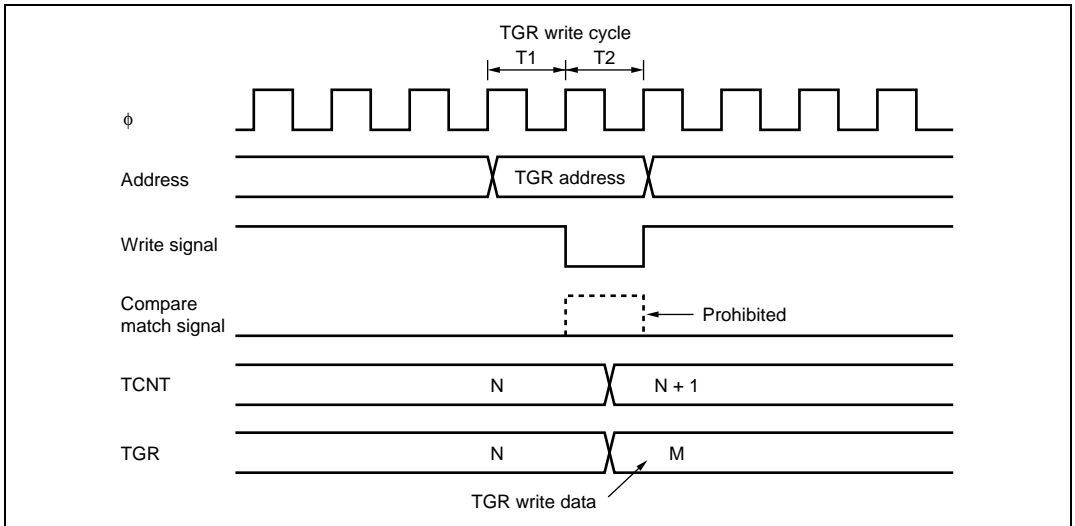 TGR write cycle
T1 T2
ϕ
Address
TGR address
Write signal
Compare
match signal
Prohibited
TCNT
N
N + 1
TGR
N
M
TGR write data